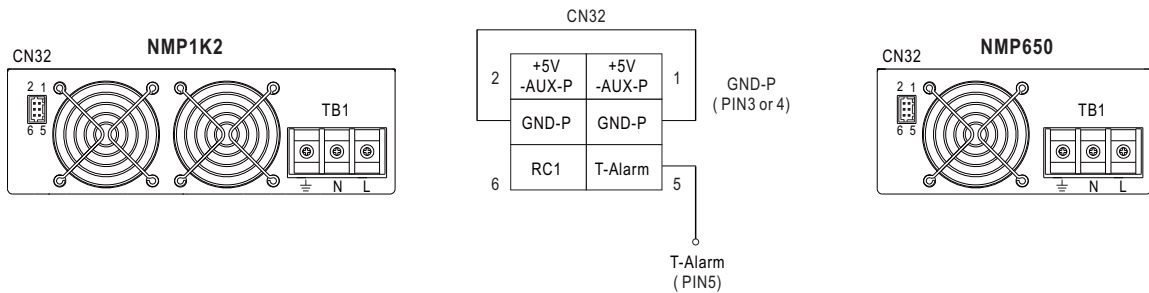 NMP1K2
CN32
2 1
6 5
TB1
N L
CN32
2
+5V
-AUX-P
+5V
-AUX-P
1
GND-P
GND-P
6
RC1
T-Alarm
5
GND-P
( PIN3 or 4)
T-Alarm
( PIN5)
NMP650
CN32
2 1
6 5
TB1
N L